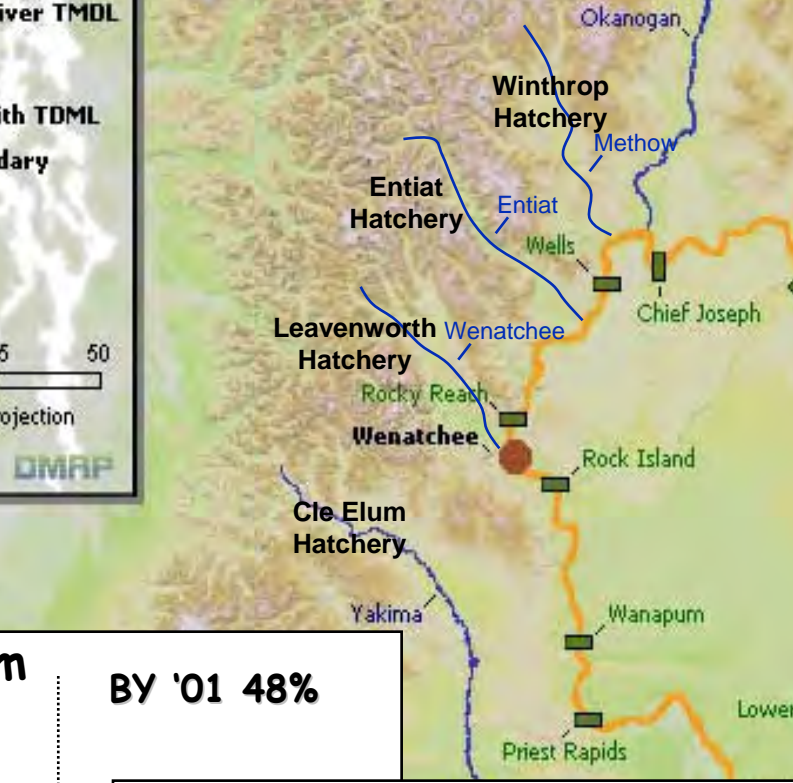 iver TMDL
ith TDML
dary
5 50
ojection
DMRP
Okanogan
Winthrop
Hatchery
Methow
Entiat
Hatchery
Entiat
Wells
Chief Joseph
Leavenworth
Hatchery
Wenatchee
Rocky Reach
Wenatchee
Rock Island
Cle Elum
Hatchery
Yakima
Wanapum
Priest Rapids
Lower
m
BY '01 48%